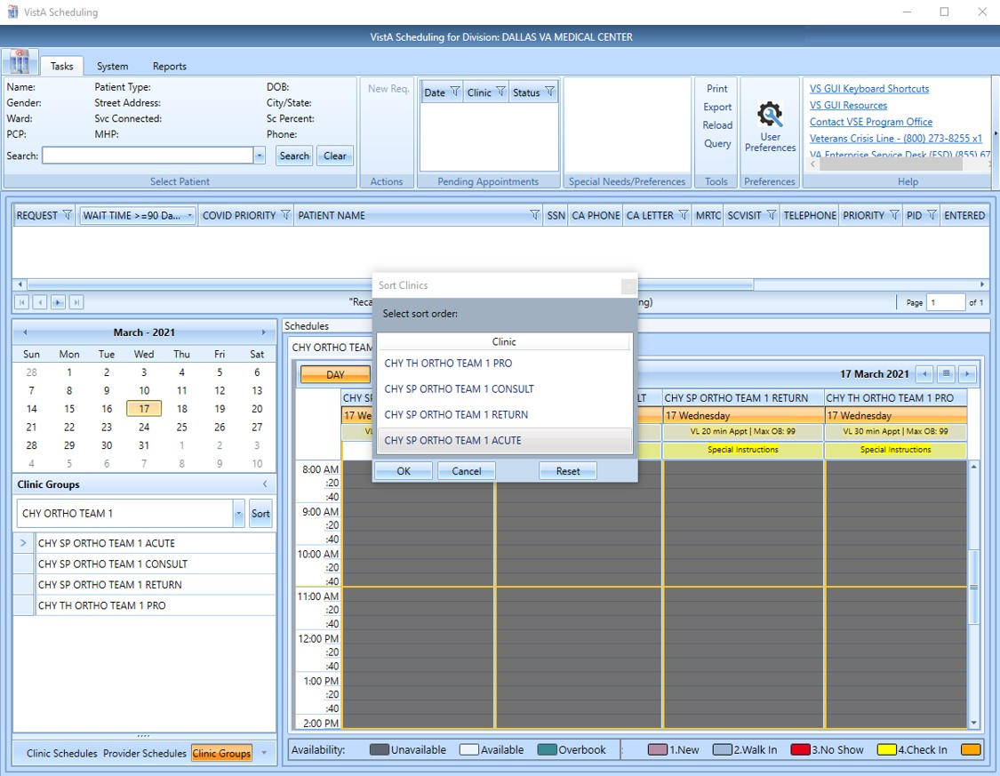 VistA Scheduling
VistA Scheduling for Division: DALLAS VA MEDICAL CENTER
Tasks System Reports
Name: Patient Type: DOB:
Gender: Street Address: City/State:
Ward: Svc Connected: Sc Percent:
PCP: MHP: Phone:
Search: Search Clear
Select Patient
New Req.
Actions
Date Clinic Status
Pending Appointments
Special Needs/Preferences
Print
Export
Reload
Query
Tools
User
Preferences
Preferences
VS GUI Keyboard Shortcuts
VS GUI Resources
Contact VSE Program Office
Veterans Crisis Line - (800) 273-8255 x1
VA Enterprise Service Desk (ESD) (855) 67
Help
REQUEST WAIT TIME >=90 Da... COVID PRIORITY PATIENT NAME SSN CA PHONE CA LETTER MRTC SCVISIT TELEPHONE PRIORITY PID ENTERED
"Reca
ng)
Page 1 of 1
March - 2021
Sun Mon Tue Wed Thu Fri Sat
28 1 2 3 4 5 6
7 8 9 10 11 12 13
14 15 16 17 18 19 20
21 22 23 24 25 26 27
28 29 30 31 1 2 3
4 5 6 7 8 9 10
Clinic Groups
CHY ORTHO TEAM 1 Sort
CHY SP ORTHO TEAM 1 ACUTE
CHY SP ORTHO TEAM 1 CONSULT
CHY SP ORTHO TEAM 1 RETURN
CHY TH ORTHO TEAM 1 PRO
Clinic Schedules Provider Schedules Clinic Groups
Sort Clinics
Select sort order:
Clinic
CHY TH ORTHO TEAM 1 PRO
CHY SP ORTHO TEAM 1 CONSULT
CHY SP ORTHO TEAM 1 RETURN
CHY SP ORTHO TEAM 1 ACUTE
OK Cancel Reset
Schedules
CHY ORTHO TEAM
DAY 17 March 2021
CHY SP LT CHY SP ORTHO TEAM 1 RETURN CHY TH ORTHO TEAM 1 PRO
17 We 17 Wednesday 17 Wednesday
VL VL 20 min Appt | Max OB: 99 VL 30 min Appt | Max OB: 99
Special Instructions Special Instructions
8:00 AM
:20
:40
9:00 AM
:20
:40
10:00 AM
:20
:40
11:00 AM
:20
:40
12:00 PM
:20
:40
1:00 PM
:20
:40
2:00 PM
Availability: Unavailable Available Overbook : 1.New 2.Walk In 3.No Show 4.Check In